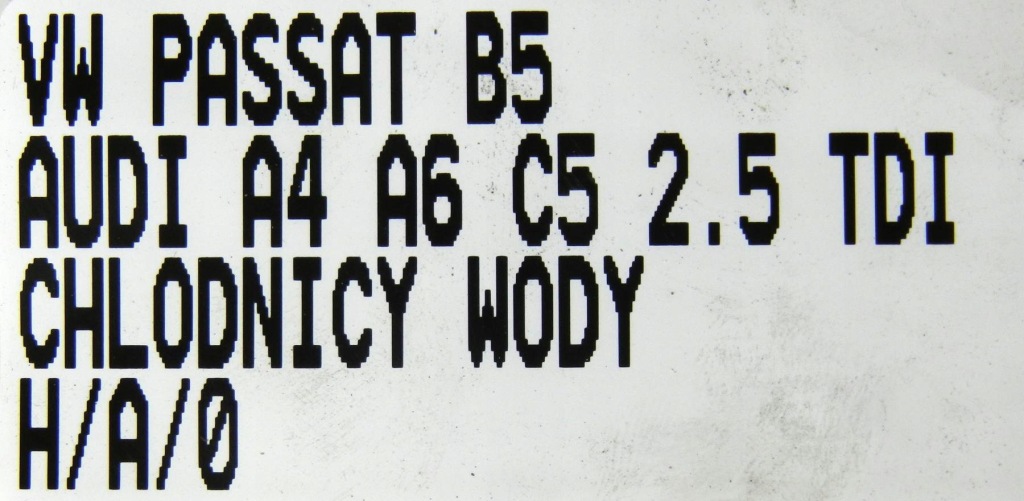 VW PASSAT B5
AUDI A4 A6 C5 2.5 TDI
CHLODNICY WODY
H/A/0